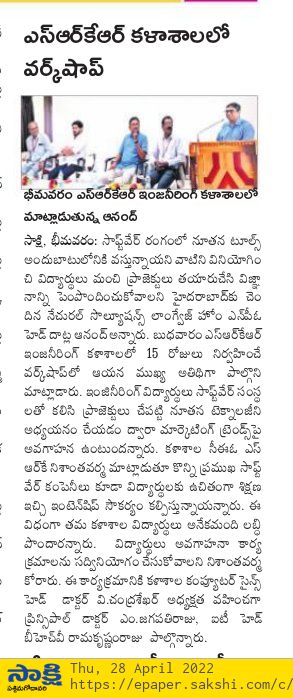 ఎస్ఆర్‌కేఆర్ కళాశాలలో
వర్క్‌షాప్
భీమవరం ఎస్ఆర్‌కేఆర్ ఇంజనీరింగ్ కళాశాలలో
మాట్లాడుతున్న ఆనంద్
సాక్షి, భీమవరం: సాఫ్ట్‌వేర్ రంగంలో నూతన టూల్స్
అందుబాటులోనికి వస్తున్నాయని వాటిని వినియోగిం
చి విద్యార్థులు మంచి ప్రాజెక్టులు తయారుచేసి విజ్ఞా
నాన్ని పెంపొందించుకోవాలని హైదరాబాద్‌కు చెం
దిన నేచురల్ సొల్యూషన్స్ లాంగ్వేజ్ హోం ఎన్‌పీఓ
హెడ్ దాట్ల ఆనంద్ అన్నారు. బుధవారం ఎస్ఆర్‌కేఆర్
ఇంజనీరింగ్ కళాశాలలో 15 రోజులు నిర్వహించే
వర్క్‌షాప్‌లో ఆయన ముఖ్య అతిథిగా పాల్గొని
మాట్లాడారు. ఇంజినీరింగ్ విద్యార్థులు సాఫ్ట్‌వేర్ సంస్థ
లతో కలిసి ప్రాజెక్టులు చేపట్టి నూతన టెక్నాలజీని
అధ్యయనం చేయడం ద్వారా మార్కెటింగ్ ట్రెండ్స్‌పై
అవగాహన ఉంటుందన్నారు. కళాశాల సీఈఓ ఎస్
ఆర్‌కే నిశాంతవర్మ మాట్లాడుతూ కొన్ని ప్రముఖ సాఫ్ట్
వేర్ కంపెనీలు కూడా విద్యార్థులకు ఉచితంగా శిక్షణ
ఇచ్చి ఇంటెన్‌షిప్ సౌకర్యం కల్పిస్తున్నాయన్నారు. ఈ
విధంగా తమ కళాశాల విద్యార్థులు అనేకమంది లబ్ధి
పొందారన్నారు. విద్యార్థులు అవగాహనా కార్య
క్రమాలను సద్వినియోగం చేసుకోవాలని నిశాంతవర్మ
కోరారు. ఈ కార్యక్రమానికి కళాశాల కంప్యూటర్ సైన్స్
హెడ్ డాక్టర్ వి.చంద్రశేఖర్ అధ్యక్షత వహించగా
ప్రిన్సిపాల్ డాక్టర్ ఎం.జగపతిరాజు, ఐటీ హెడ్
బీహెచ్‌వీ రామకృష్ణంరాజు పాల్గొన్నారు.
సాక్షి Thu, 28 April 2022
పశ్చిమగోదావరి https://epaper.sakshi.com/c/